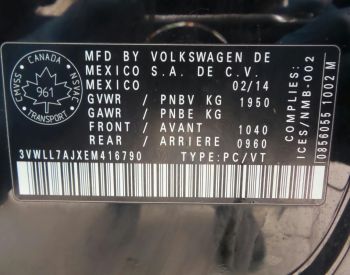 CANADA
CMVSS
NSVAC
961
TRANSPORT
MFD BY VOLKSWAGEN DE
MEXICO S.A. DE C.V.
MEXICO 02/14
GVWR / PNBV KG 1950
GAWR / PNBE KG
FRONT / AVANT 1040
REAR / ARRIERE 0960
3VWLL7AJXEM416790 TYPE:PC/VT
ICES/NMB-002
0856055 1002 M